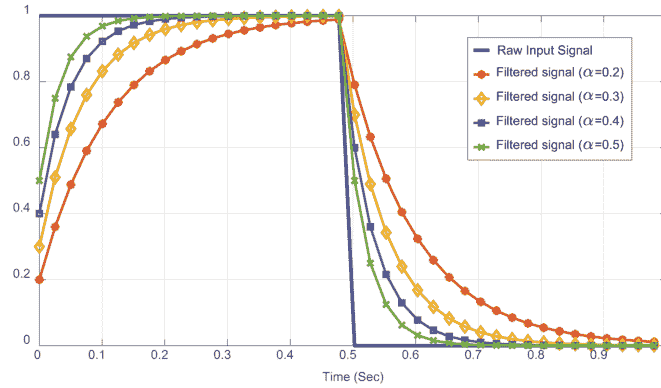 1
0.8
0.6
0.4
0.2
0
0 0.1 0.2 0.3 0.4 0.5 0.6 0.7 0.8 0.9
Time (Sec)
Raw Input Signal
Filtered signal (α=0.2)
Filtered signal (α=0.3)
Filtered signal (α=0.4)
Filtered signal (α=0.5)